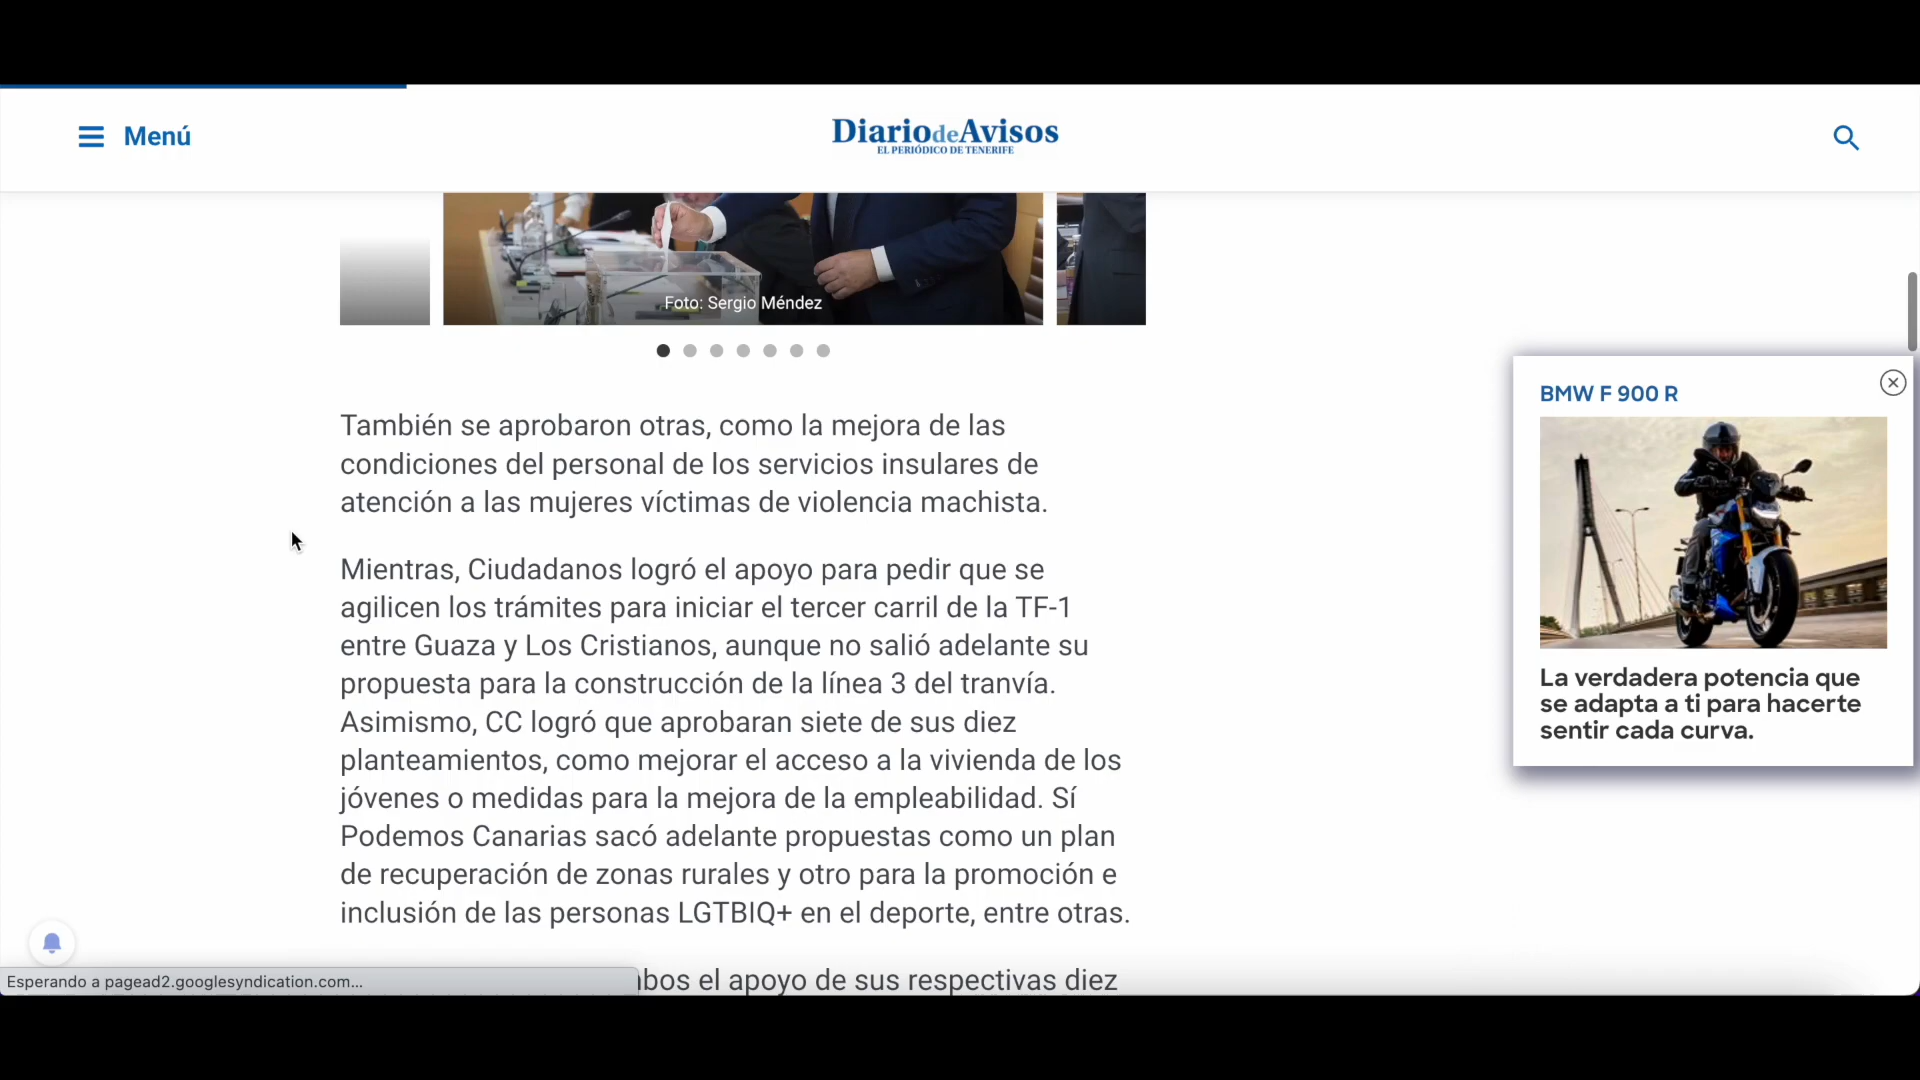 Menú
DiariodeAvisos
EL PERIÓDICO DE TENERIFE
Foto: Sergio Méndez
También se aprobaron otras, como la mejora de las
condiciones del personal de los servicios insulares de
atención a las mujeres víctimas de violencia machista.
Mientras, Ciudadanos logró el apoyo para pedir que se
agilicen los trámites para iniciar el tercer carril de la TF-1
entre Guaza y Los Cristianos, aunque no salió adelante su
propuesta para la construcción de la línea 3 del tranvía.
Asimismo, CC logró que aprobaran siete de sus diez
planteamientos, como mejorar el acceso a la vivienda de los
jóvenes o medidas para la mejora de la empleabilidad. Sí
Podemos Canarias sacó adelante propuestas como un plan
de recuperación de zonas rurales y otro para la promoción e
inclusión de las personas LGTBIQ+ en el deporte, entre otras.
el apoyo de sus respectivas diez
BMW F 900 R
La verdadera potencia que
se adapta a ti para hacerte
sentir cada curva.
Esperando a pagead2.googlesyndication.com...